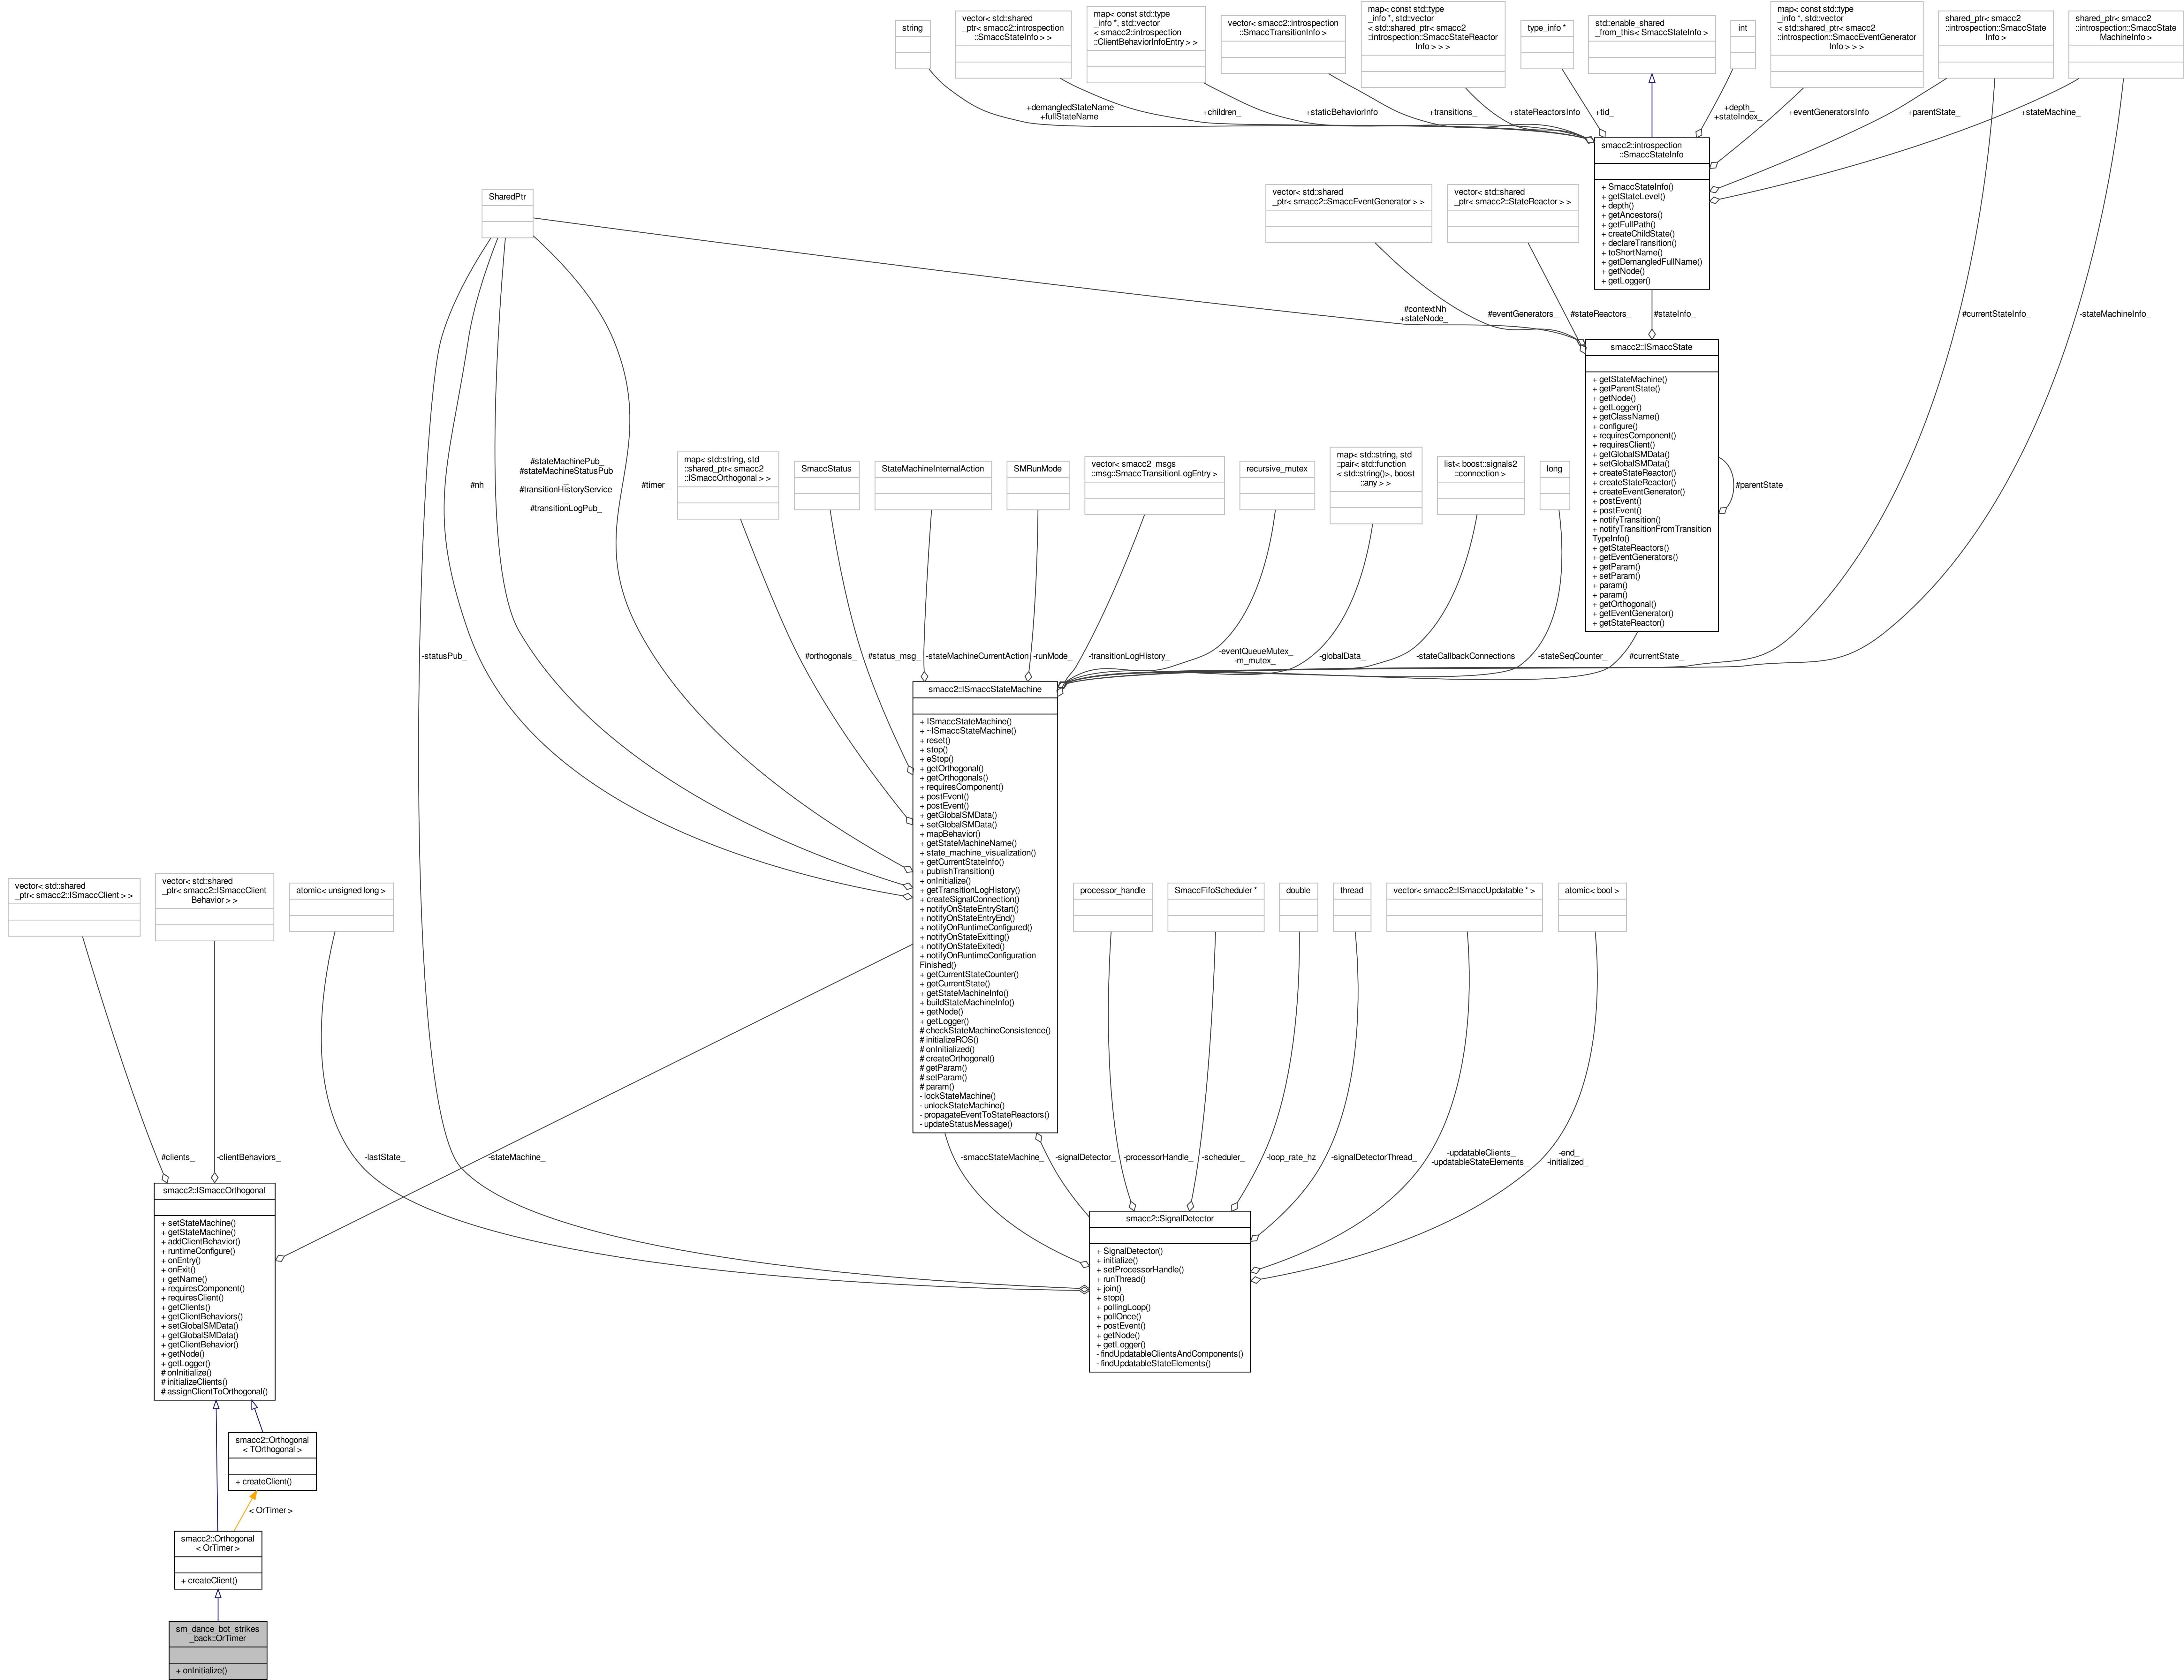 string
vector< std::shared
_ptr< smacc2::introspection
::SmaccStateInfo > >
map< const std::type
_info *, std::vector
< smacc2::introspection
::ClientBehaviorInfoEntry > >
vector< smacc2::introspection
::SmaccTransitionInfo >
map< const std::type
_info *, std::vector
< std::shared_ptr< smacc2
::introspection::SmaccStateReactor
Info > > >
type_info *
std::enable_shared
_from_this< SmaccStateInfo >
int
map< const std::type
_info *, std::vector
< std::shared_ptr< smacc2
::introspection::SmaccEventGenerator
Info > > >
shared_ptr< smacc2
::introspection::SmaccState
Info >
shared_ptr< smacc2
::introspection::SmaccState
MachineInfo >
+demangledStateName
+fullStateName
+children_
+staticBehaviorInfo
+transitions_
+stateReactorsInfo
+tid_
+depth_
+stateIndex_
+eventGeneratorsInfo
+parentState_
+stateMachine_
smacc2::introspection
::SmaccStateInfo
+ SmaccStateInfo()
+ getStateLevel()
+ depth()
+ getAncestors()
+ getFullPath()
+ createChildState()
+ declareTransition()
+ toShortName()
+ getDemangledFullName()
+ getNode()
+ getLogger()
SharedPtr
vector< std::shared
_ptr< smacc2::SmaccEventGenerator > >
vector< std::shared
_ptr< smacc2::StateReactor > >
#contextNh
+stateNode_
#eventGenerators_
#stateReactors_
#stateInfo_
#currentStateInfo_
-stateMachineInfo_
smacc2::ISmaccState
+ getStateMachine()
+ getParentState()
+ getNode()
+ getLogger()
+ getClassName()
+ configure()
+ requiresComponent()
+ requiresClient()
+ getGlobalSMData()
+ setGlobalSMData()
+ createStateReactor()
+ createStateReactor()
+ createEventGenerator()
+ postEvent()
+ postEvent()
+ notifyTransition()
+ notifyTransitionFromTransition
TypeInfo()
+ getStateReactors()
+ getEventGenerators()
+ getParam()
+ setParam()
+ param()
+ param()
+ getOrthogonal()
+ getEventGenerator()
+ getStateReactor()
#parentState_
#nh_
#stateMachinePub_
#stateMachineStatusPub
_
#transitionHistoryService
_
#transitionLogPub_
#timer_
map< std::string, std
::shared_ptr< smacc2
::ISmaccOrthogonal > >
SmaccStatus
StateMachineInternalAction
SMRunMode
vector< smacc2_msgs
::msg::SmaccTransitionLogEntry >
recursive_mutex
map< std::string, std
::pair< std::function
< std::string()>, boost
::any > >
list< boost::signals2
::connection >
long
-statusPub_
#orthogonals_
#status_msg_
-stateMachineCurrentAction
-runMode_
-transitionLogHistory_
-eventQueueMutex_
-m_mutex_
-globalData_
-stateCallbackConnections
-stateSeqCounter_
#currentState_
smacc2::ISmaccStateMachine
+ ISmaccStateMachine()
+ ~ISmaccStateMachine()
+ reset()
+ stop()
+ eStop()
+ getOrthogonal()
+ getOrthogonals()
+ requiresComponent()
+ postEvent()
+ postEvent()
+ getGlobalSMData()
+ setGlobalSMData()
+ mapBehavior()
+ getStateMachineName()
+ state_machine_visualization()
+ getCurrentStateInfo()
+ publishTransition()
+ onInitialize()
+ getTransitionLogHistory()
+ createSignalConnection()
+ notifyOnStateEntryStart()
+ notifyOnStateEntryEnd()
+ notifyOnRuntimeConfigured()
+ notifyOnStateExitting()
+ notifyOnStateExited()
+ notifyOnRuntimeConfiguration
Finished()
+ getCurrentStateCounter()
+ getCurrentState()
+ getStateMachineInfo()
+ buildStateMachineInfo()
+ getNode()
+ getLogger()
# checkStateMachineConsistence()
# initializeROS()
# onInitialized()
# createOrthogonal()
# getParam()
# setParam()
# param()
- lockStateMachine()
- unlockStateMachine()
- propagateEventToStateReactors()
- updateStatusMessage()
vector< std::shared
_ptr< smacc2::ISmaccClient > >
vector< std::shared
_ptr< smacc2::ISmaccClient
Behavior > >
atomic< unsigned long >
processor_handle
SmaccFifoScheduler *
double
thread
vector< smacc2::ISmaccUpdatable * >
atomic< bool >
#clients_
-clientBehaviors_
-lastState_
-stateMachine_
-smaccStateMachine_
-signalDetector_
-processorHandle_
-scheduler_
-loop_rate_hz
-signalDetectorThread_
-updatableClients_
-updatableStateElements_
-end_
-initialized_
smacc2::ISmaccOrthogonal
+ setStateMachine()
+ getStateMachine()
+ addClientBehavior()
+ runtimeConfigure()
+ onEntry()
+ onExit()
+ getName()
+ requiresComponent()
+ requiresClient()
+ getClients()
+ getClientBehaviors()
+ setGlobalSMData()
+ getGlobalSMData()
+ getClientBehavior()
+ getNode()
+ getLogger()
# onInitialize()
# initializeClients()
# assignClientToOrthogonal()
smacc2::SignalDetector
+ SignalDetector()
+ initialize()
+ setProcessorHandle()
+ runThread()
+ join()
+ stop()
+ pollingLoop()
+ pollOnce()
+ postEvent()
+ getNode()
+ getLogger()
- findUpdatableClientsAndComponents()
- findUpdatableStateElements()
smacc2::Orthogonal
< TOrthogonal >
+ createClient()
< OrTimer >
smacc2::Orthogonal
< OrTimer >
+ createClient()
sm_dance_bot_strikes
_back::OrTimer
+ onInitialize()